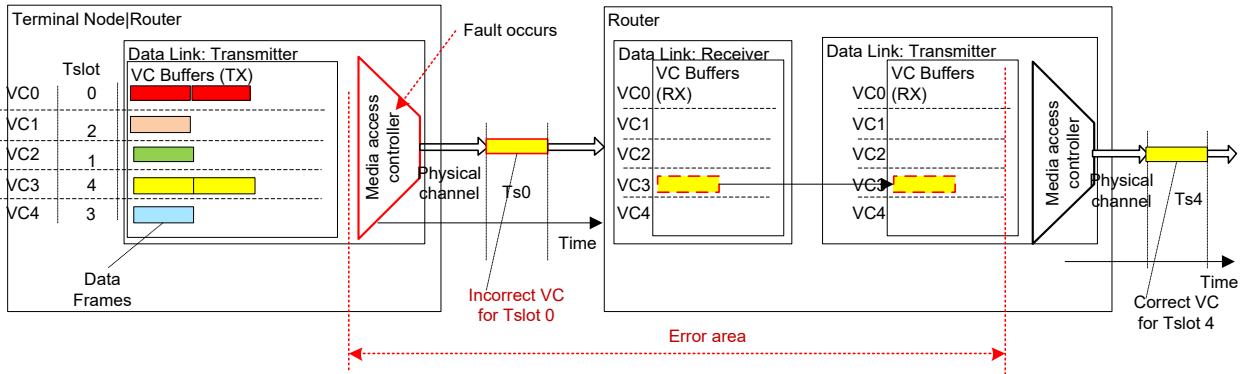 Terminal Node|Router
Router
Fault occurs
Data Link: Transmitter
Data Link: Receiver
Data Link: Transmitter
Tslot
VC Buffers (TX)
VC Buffers
(RX)
VC Buffers
(RX)
VC0
0
VC1
2
VC2
1
VC3
4
VC4
3
Media access
controller
Physical
channel
Ts0
Time
VC0
VC1
VC2
VC3
VC4
VC0
VC1
VC2
VC3
VC4
Media access
controller
Physical
channel
Ts4
Time
Data
Frames
Incorrect VC
for Tslot 0
Correct VC
for Tslot 4
Error area